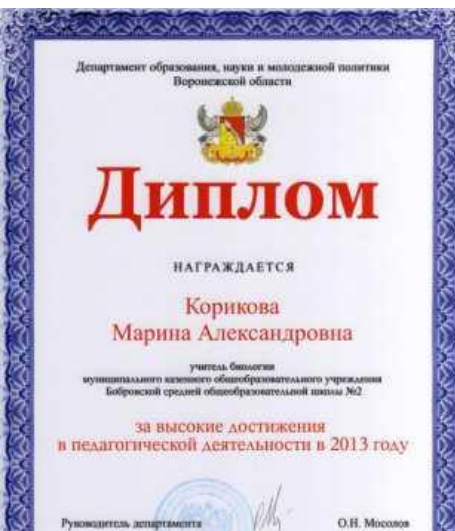 Департамент образования, науки и молодежной политики
Воронежской области
Диплом
НАГРАЖДАЕТСЯ
Корикова
Марина Александровна
учитель биологии
муниципального казенного общеобразовательного учреждения
Бобровской средней общеобразовательной школы №2
за высокие достижения
в педагогической деятельности в 2013 году
Руководитель департамента
О.Н. Мосолов